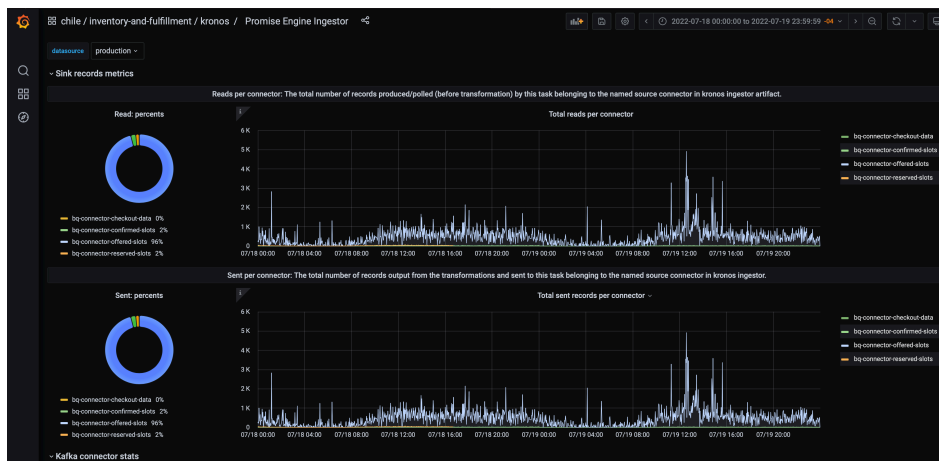 chile / inventory-and-fulfillment / kronos / Promise Engine Ingestor
2022-07-18 00:00:00 to 2022-07-19 23:59:59 -04
datasource production
Sink records metrics
Reads per connector: The total number of records produced/polled (before transformation) by this task belonging to the named source connector in kronos ingestor artifact.
Read: percents
bq-connector-checkout-data 0%
bq-connector-confirmed-slots 2%
bq-connector-offered-slots 96%
bq-connector-reserved-slots 2%
i
Total reads per connector
6 K
5 K
4 K
3 K
2 K
1 K
0
07/18 00:00 07/18 04:00 07/18 08:00 07/18 12:00 07/18 16:00 07/18 20:00 07/19 00:00 07/19 04:00 07/19 08:00 07/19 12:00 07/19 16:00 07/19 20:00
bq-connector-checkout-data
bq-connector-confirmed-slots
bq-connector-offered-slots
bq-connector-reserved-slots
Sent per connector: The total number of records output from the transformations and sent to this task belonging to the named source connector in kronos ingestor.
Sent: percents
bq-connector-checkout-data 0%
bq-connector-confirmed-slots 2%
bq-connector-offered-slots 96%
bq-connector-reserved-slots 2%
i
Total sent records per connector
6 K
5 K
4 K
3 K
2 K
1 K
0
07/18 00:00 07/18 04:00 07/18 08:00 07/18 12:00 07/18 16:00 07/18 20:00 07/19 00:00 07/19 04:00 07/19 08:00 07/19 12:00 07/19 16:00 07/19 20:00
bq-connector-checkout-data
bq-connector-confirmed-slots
bq-connector-offered-slots
bq-connector-reserved-slots
Kafka connector stats